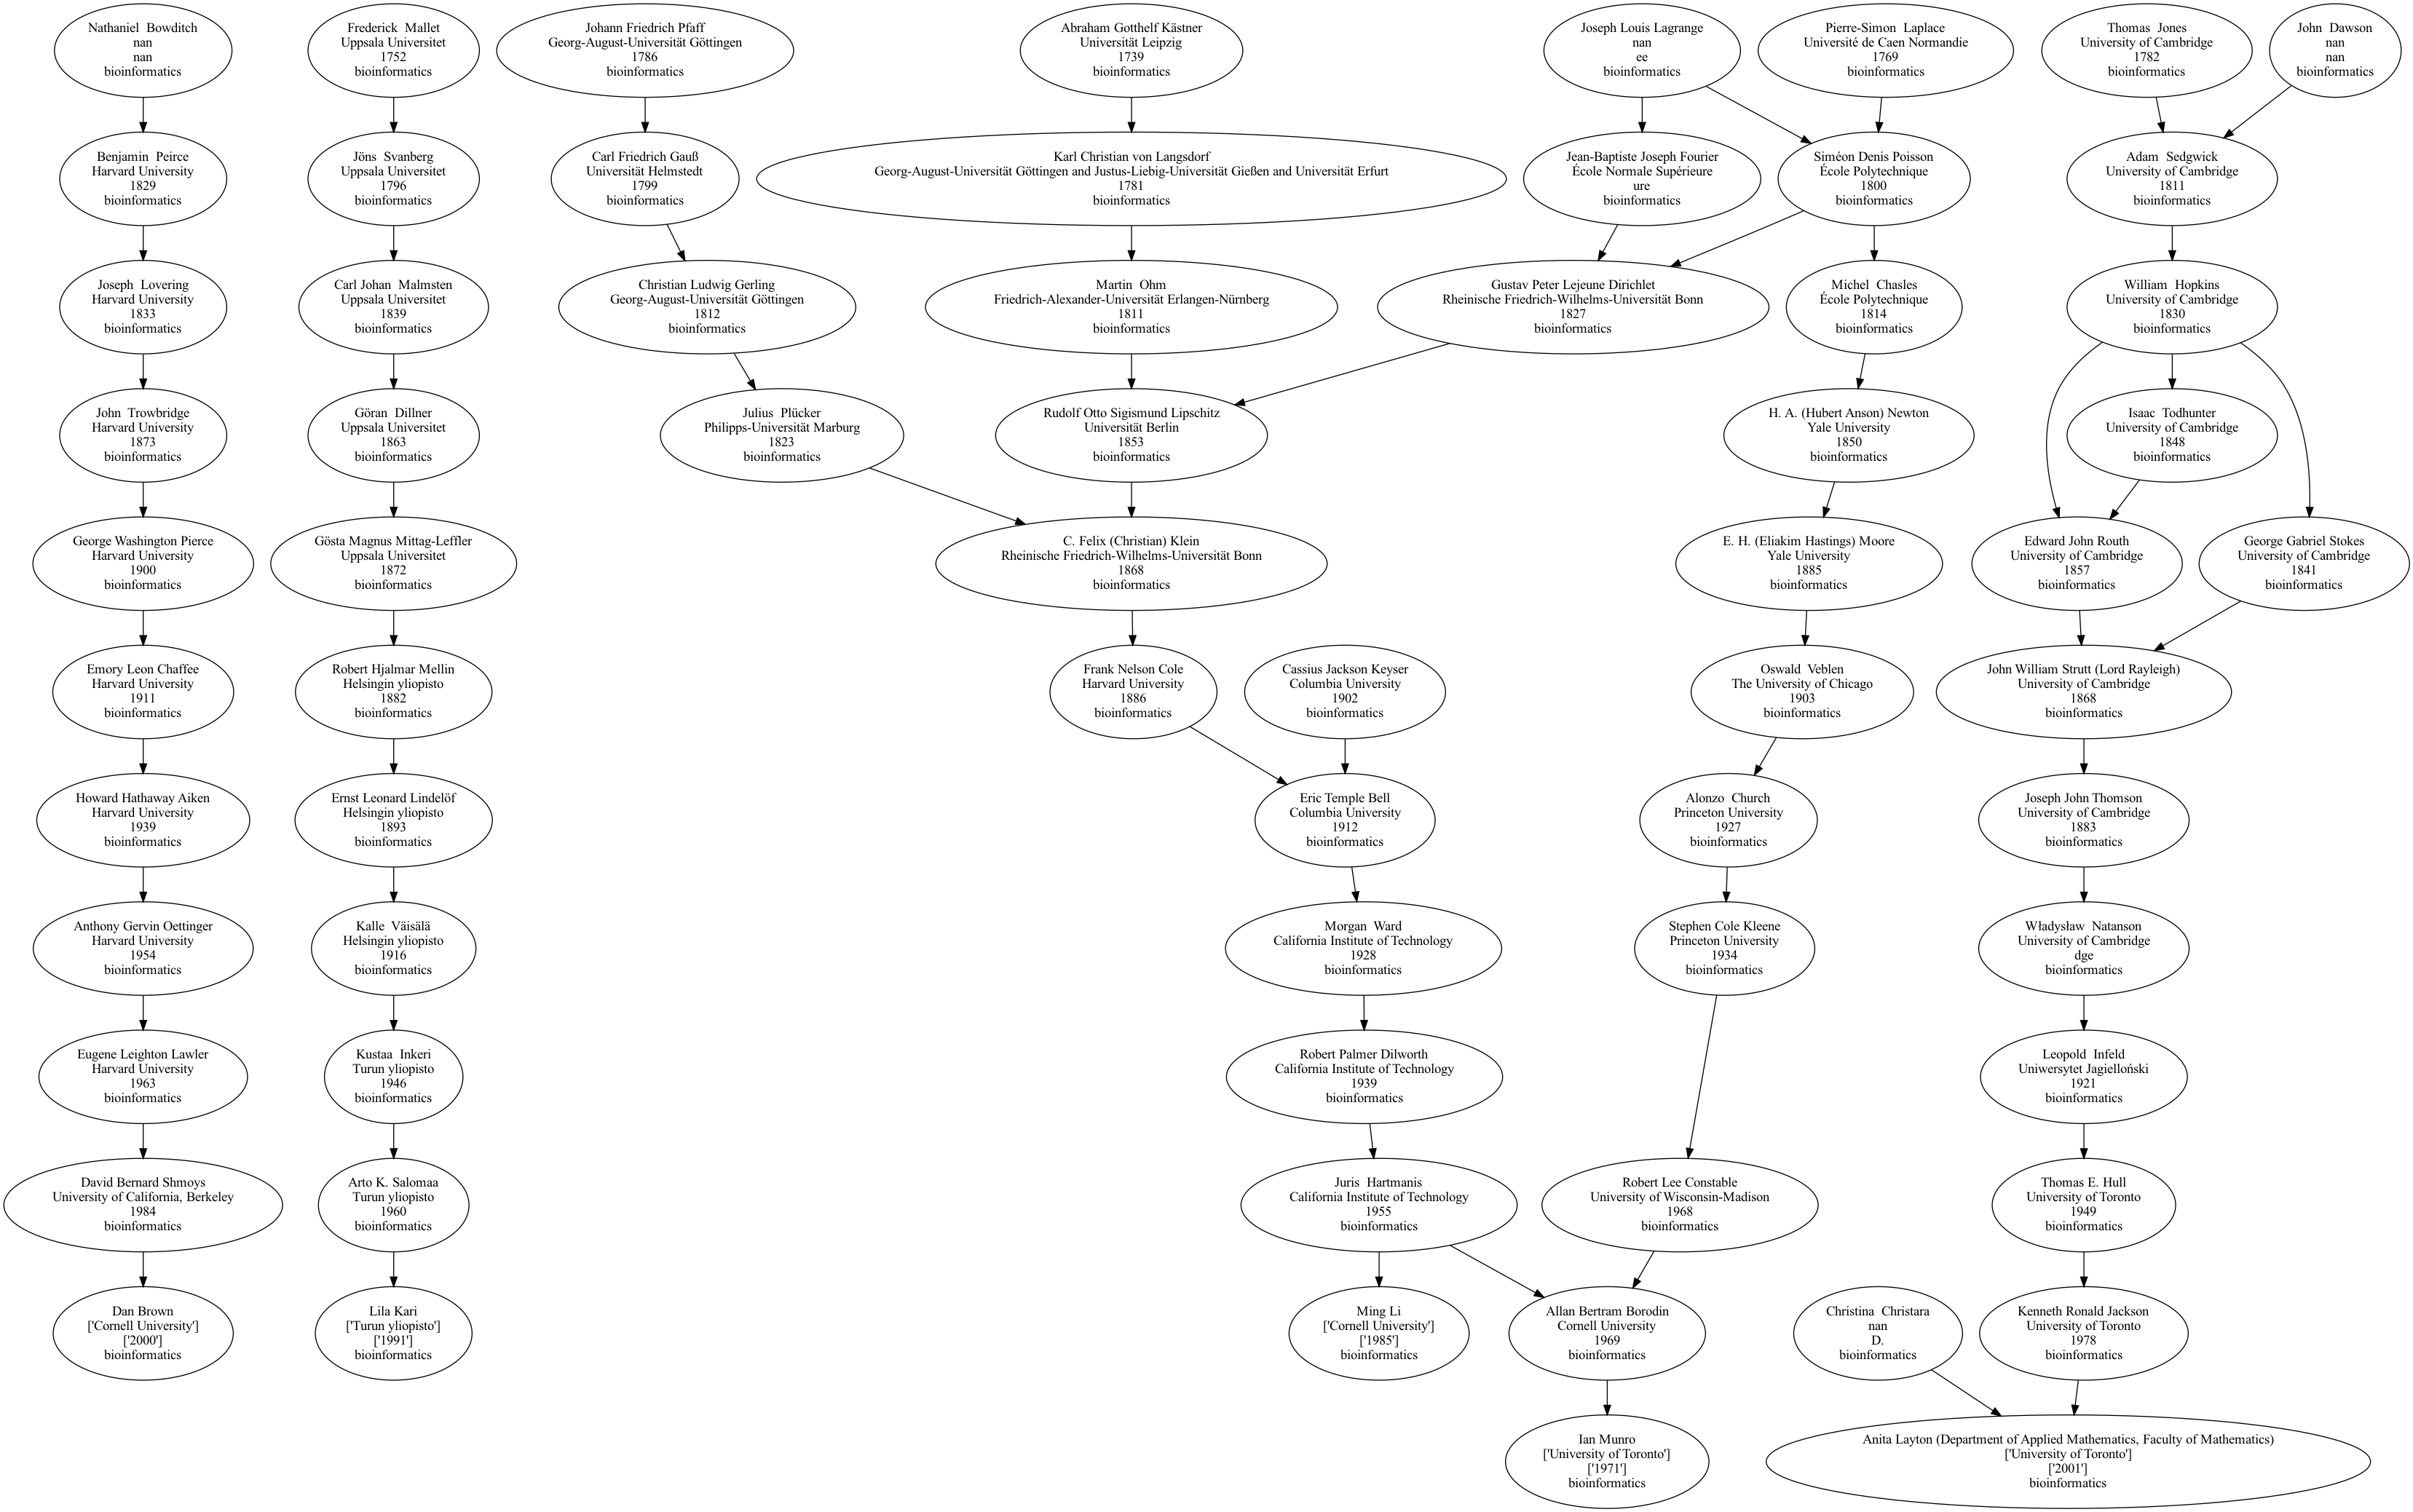 Nathaniel  Bowditch
nan
nan
bioinformatics
Frederick  Mallet
Uppsala Universitet
1752
bioinformatics
Johann Friedrich Pfaff
Georg-August-Universität Göttingen
1786
bioinformatics
Abraham Gotthelf Kästner
Universität Leipzig
1739
bioinformatics
Joseph Louis Lagrange
nan
ee
bioinformatics
Pierre-Simon  Laplace
Université de Caen Normandie
1769
bioinformatics
Thomas  Jones
University of Cambridge
1782
bioinformatics
John  Dawson
nan
nan
bioinformatics
Benjamin  Peirce
Harvard University
1829
bioinformatics
Jöns  Svanberg
Uppsala Universitet
1796
bioinformatics
Carl Friedrich Gauß
Universität Helmstedt
1799
bioinformatics
Karl Christian von Langsdorf
Georg-August-Universität Göttingen and Justus-Liebig-Universität Gießen and Universität Erfurt
1781
bioinformatics
Jean-Baptiste Joseph Fourier
École Normale Supérieure
ure
bioinformatics
Siméon Denis Poisson
École Polytechnique
1800
bioinformatics
Adam  Sedgwick
University of Cambridge
1811
bioinformatics
Joseph  Lovering
Harvard University
1833
bioinformatics
Carl Johan  Malmsten
Uppsala Universitet
1839
bioinformatics
Christian Ludwig Gerling
Georg-August-Universität Göttingen
1812
bioinformatics
Martin  Ohm
Friedrich-Alexander-Universität Erlangen-Nürnberg
1811
bioinformatics
Gustav Peter Lejeune Dirichlet
Rheinische Friedrich-Wilhelms-Universität Bonn
1827
bioinformatics
Michel  Chasles
École Polytechnique
1814
bioinformatics
William  Hopkins
University of Cambridge
1830
bioinformatics
John  Trowbridge
Harvard University
1873
bioinformatics
Göran  Dillner
Uppsala Universitet
1863
bioinformatics
Julius  Plücker
Philipps-Universität Marburg
1823
bioinformatics
Rudolf Otto Sigismund Lipschitz
Universität Berlin
1853
bioinformatics
H. A. (Hubert Anson) Newton
Yale University
1850
bioinformatics
Isaac  Todhunter
University of Cambridge
1848
bioinformatics
George Washington Pierce
Harvard University
1900
bioinformatics
Gösta Magnus Mittag-Leffler
Uppsala Universitet
1872
bioinformatics
C. Felix (Christian) Klein
Rheinische Friedrich-Wilhelms-Universität Bonn
1868
bioinformatics
E. H. (Eliakim Hastings) Moore
Yale University
1885
bioinformatics
Edward John Routh
University of Cambridge
1857
bioinformatics
George Gabriel Stokes
University of Cambridge
1841
bioinformatics
Emory Leon Chaffee
Harvard University
1911
bioinformatics
Robert Hjalmar Mellin
Helsingin yliopisto
1882
bioinformatics
Frank Nelson Cole
Harvard University
1886
bioinformatics
Cassius Jackson Keyser
Columbia University
1902
bioinformatics
Oswald  Veblen
The University of Chicago
1903
bioinformatics
John William Strutt (Lord Rayleigh)
University of Cambridge
1868
bioinformatics
Howard Hathaway Aiken
Harvard University
1939
bioinformatics
Ernst Leonard Lindelöf
Helsingin yliopisto
1893
bioinformatics
Eric Temple Bell
Columbia University
1912
bioinformatics
Alonzo  Church
Princeton University
1927
bioinformatics
Joseph John Thomson
University of Cambridge
1883
bioinformatics
Anthony Gervin Oettinger
Harvard University
1954
bioinformatics
Kalle  Väisälä
Helsingin yliopisto
1916
bioinformatics
Morgan  Ward
California Institute of Technology
1928
bioinformatics
Stephen Cole Kleene
Princeton University
1934
bioinformatics
Władysław  Natanson
University of Cambridge
dge
bioinformatics
Eugene Leighton Lawler
Harvard University
1963
bioinformatics
Kustaa  Inkeri
Turun yliopisto
1946
bioinformatics
Robert Palmer Dilworth
California Institute of Technology
1939
bioinformatics
Leopold  Infeld
Uniwersytet Jagielloński
1921
bioinformatics
David Bernard Shmoys
University of California, Berkeley
1984
bioinformatics
Arto K. Salomaa
Turun yliopisto
1960
bioinformatics
Juris  Hartmanis
California Institute of Technology
1955
bioinformatics
Robert Lee Constable
University of Wisconsin-Madison
1968
bioinformatics
Thomas E. Hull
University of Toronto
1949
bioinformatics
Dan Brown
['Cornell University']
['2000']
bioinformatics
Lila Kari
['Turun yliopisto']
['1991']
bioinformatics
Ming Li
['Cornell University']
['1985']
bioinformatics
Allan Bertram Borodin
Cornell University
1969
bioinformatics
Christina  Christara
nan
D.
bioinformatics
Kenneth Ronald Jackson
University of Toronto
1978
bioinformatics
Ian Munro
['University of Toronto']
['1971']
bioinformatics
Anita Layton (Department of Applied Mathematics, Faculty of Mathematics)
['University of Toronto']
['2001']
bioinformatics